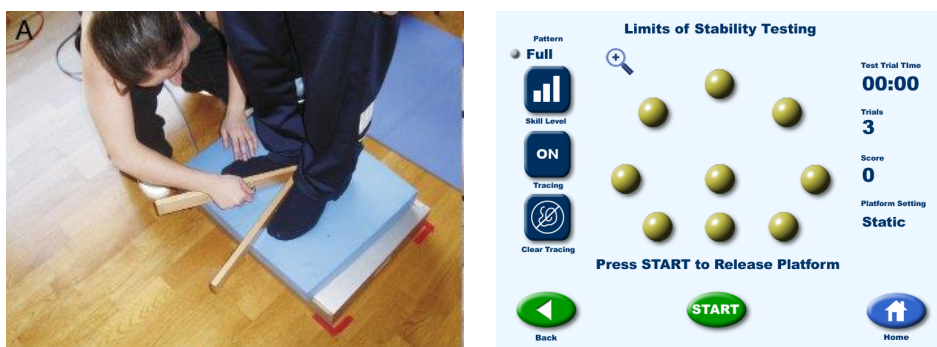 A
Limits of Stability Testing
Pattern
Full
Skill Level
ON
Tracing
Clear Tracing
Test Trial TIme
00:00
Trials
3
Score
0
Platform Setting
Static
Press START to Release Platform
START
Back
Home